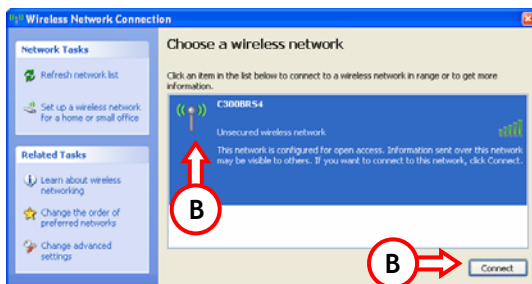 Wireless Network Connection
Network Tasks
Refresh network list
Set up a wireless network
for a home or small office
Related Tasks
Learn about wireless
networking
Change the order of
preferred networks
Change advanced
settings
Choose a wireless network
Click an item in the list below to connect to a wireless network in range or to get more
information.
C300BRS4
Unsecured wireless network
This network is configured for open access. Information sent over this network
may be visible to others. If you want to connect to this network, click Connect.
B
B
Connect